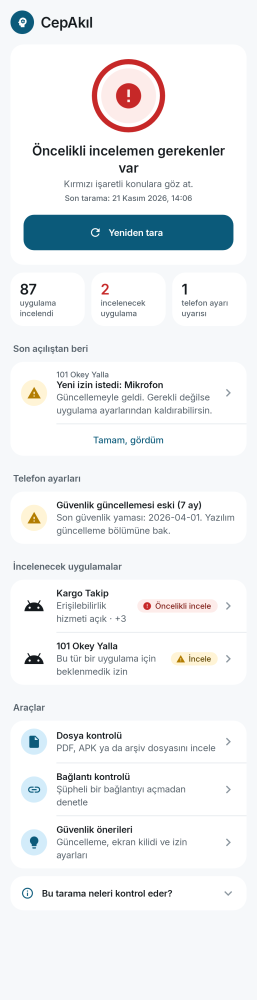 CepAkıl
Öncelikli incelemen gerekenler
var
Kırmızı işaretli konulara göz at.
Son tarama: 21 Kasım 2026, 14:06
Yeniden tara
87
uygulama
incelendi
2
incelenecek
uygulama
1
telefon ayarı
uyarısı
Son açılıştan beri
101 Okey Yalla
Yeni izin istedi: Mikrofon
Güncellemeyle geldi. Gerekli değilse
uygulama ayarlarından kaldırabilirsin.
Tamam, gördüm
Telefon ayarları
Güvenlik güncellemesi eski (7 ay)
Son güvenlik yaması: 2026-04-01. Yazılım
güncelleme bölümüne bak.
İncelenecek uygulamalar
Kargo Takip
Erişilebilirlik
hizmeti açık · +3
Öncelikli incele
101 Okey Yalla
Bu tür bir uygulama için
beklenmedik izin
İncele
Araçlar
Dosya kontrolü
PDF, APK ya da arşiv dosyasını incele
Bağlantı kontrolü
Şüpheli bir bağlantıyı açmadan
denetle
Güvenlik önerileri
Güncelleme, ekran kilidi ve izin
ayarları
Bu tarama neleri kontrol eder?